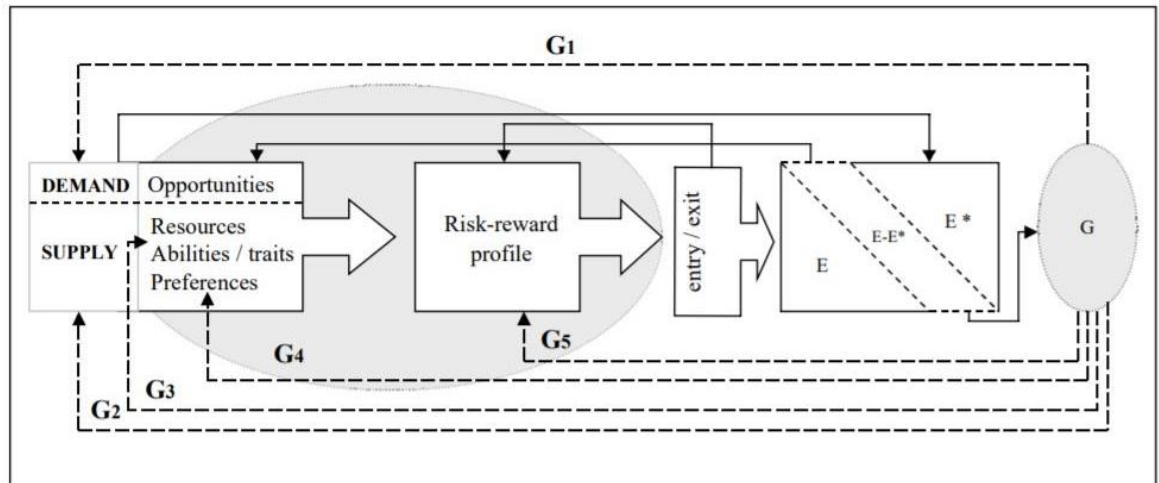 G1
DEMAND
Opportunities
SUPPLY
Resources
Abilities / traits
Preferences
Risk-reward
profile
entry / exit
E
E-E*
E *
G
G4
G5
G3
G2